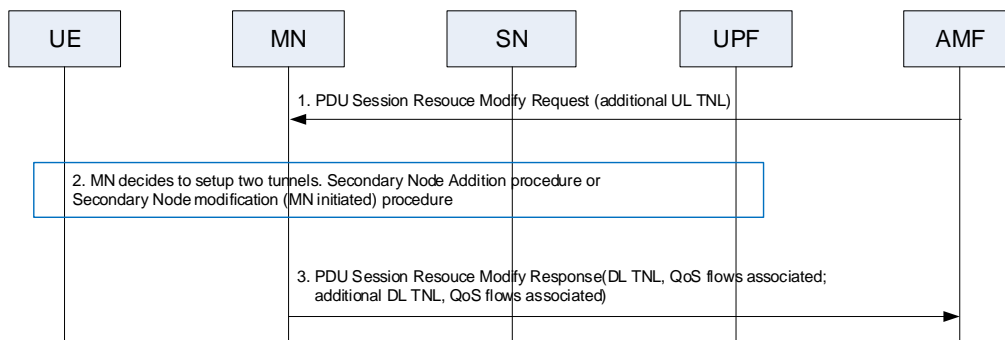 UE
MN
SN
UPF
AMF
1. PDU Session Resouce Modify Request (additional UL TNL)
2. MN decides to setup two tunnels. Secondary Node Addition procedure or
Secondary Node modification (MN initiated) procedure
3. PDU Session Resouce Modify Response(DL TNL, QoS flows associated;
additional DL TNL, QoS flows associated)